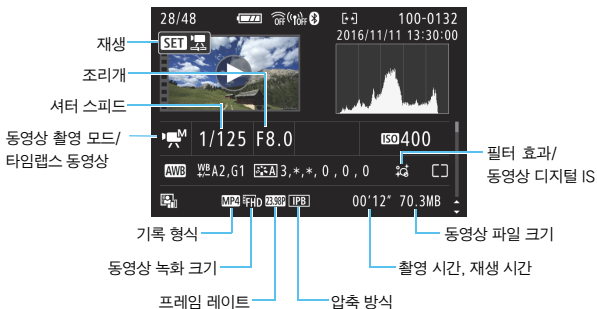 28/48 OFF OFF 100-0132
재생 SET 2016/11/11 13:30:00
조리개
셔터 스피드
동영상 촬영 모드/
타임랩스 동영상
M 1/125 F8.0 ISO 400
필터 효과/
동영상 디지털 IS
AWB WB A2,G1 A 3,*,*,0,0,0
MP4 FHD 23.98P IPB 00'12" 70.3MB
기록 형식
동영상 파일 크기
동영상 녹화 크기
촬영 시간, 재생 시간
프레임 레이트
압축 방식